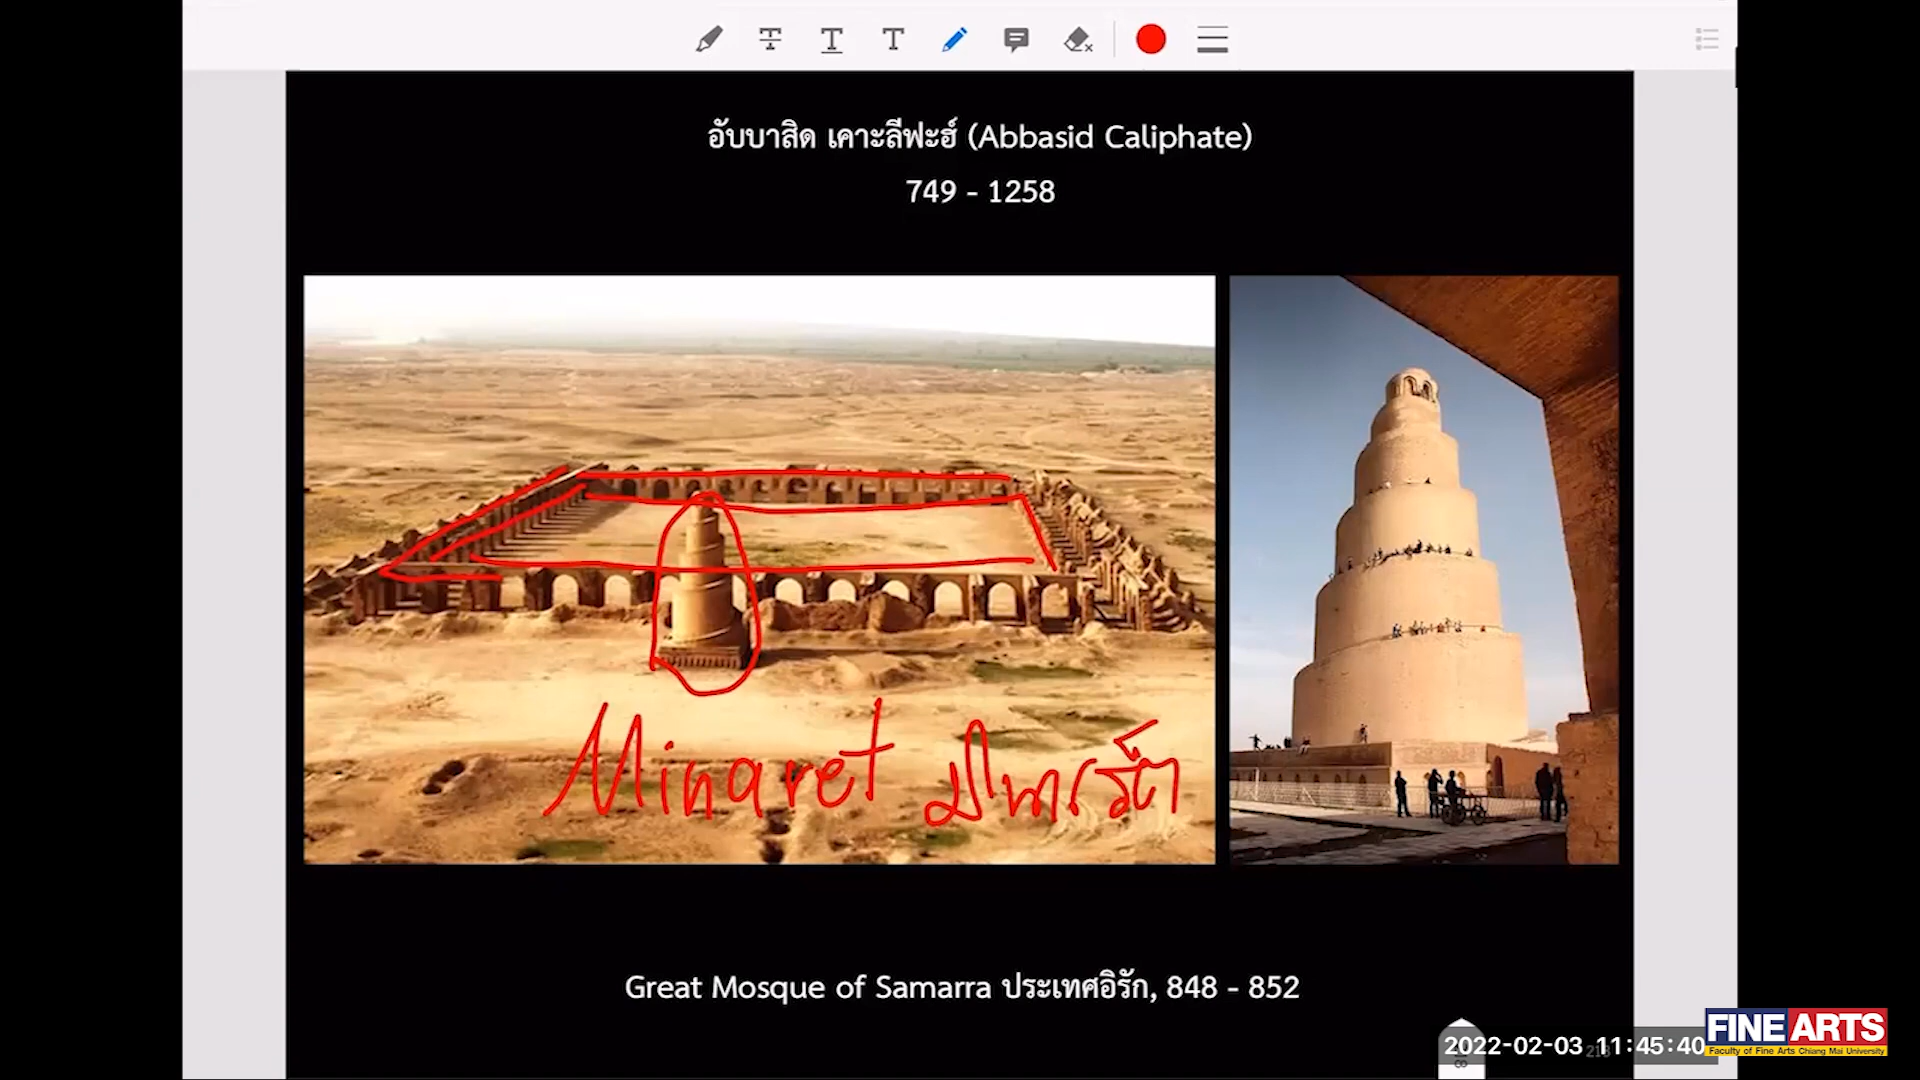 อับบาสิด เคาะลีฟะฮ์ (Abbasid Caliphate)
749 - 1258
Minaret มินาเร็ต
Great Mosque of Samarra ประเทศอิรัก, 848 - 852
2022-02-03 11:45:40
FINE ARTS
Faculty of Fine Arts Chiang Mai University